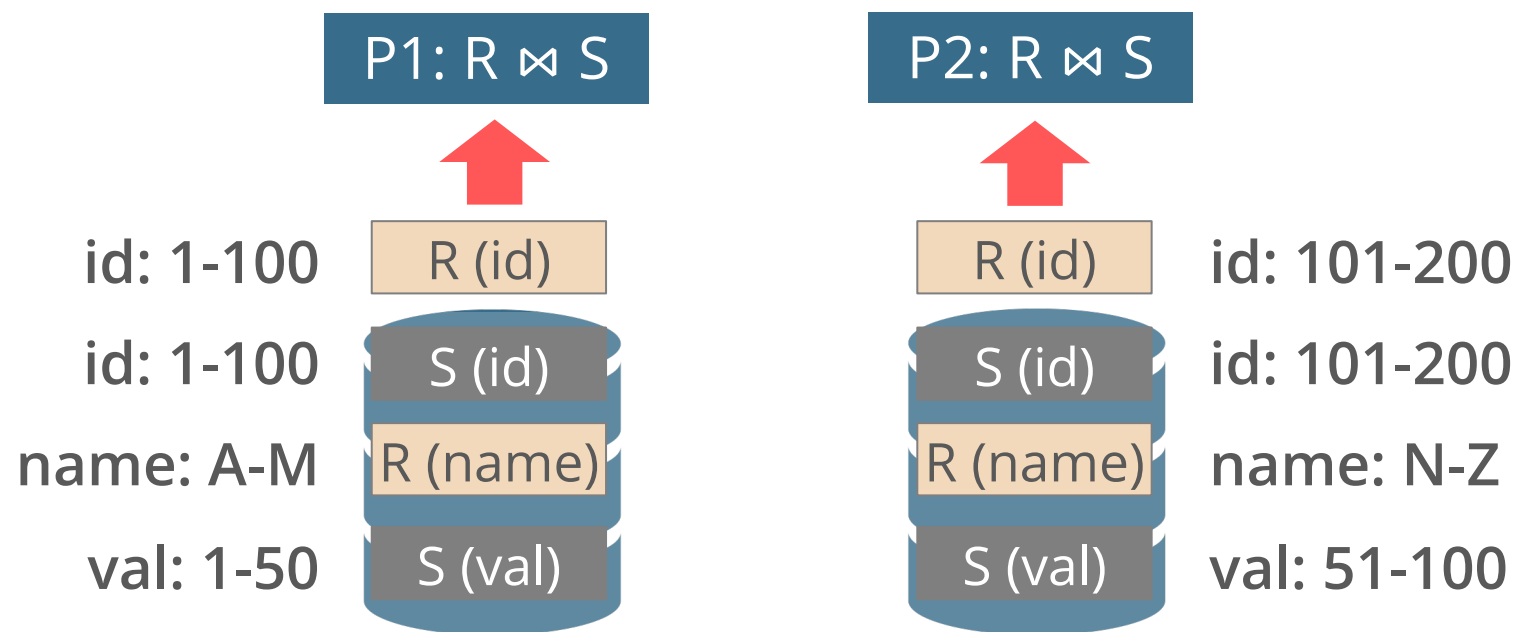 P1: R ⋈ S
P2: R ⋈ S
id: 1-100
R (id)
R (id)
id: 101-200
id: 1-100
S (id)
S (id)
id: 101-200
name: A-M
R (name)
R (name)
name: N-Z
val: 1-50
S (val)
S (val)
val: 51-100